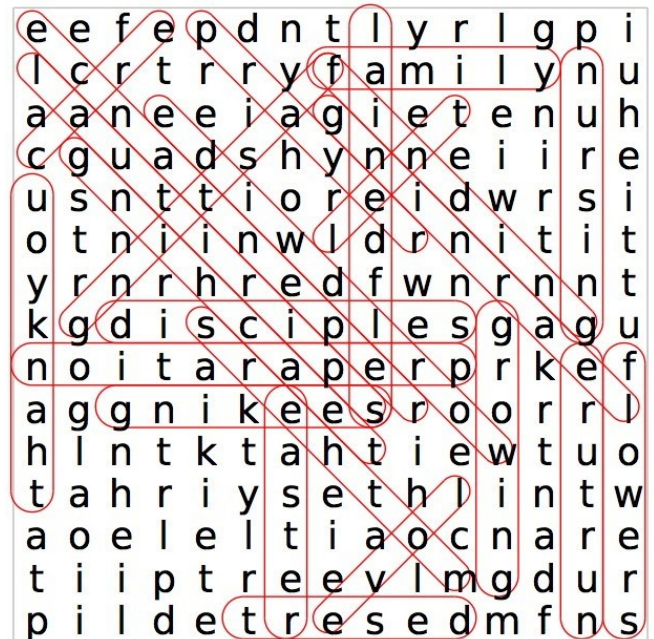 e e f e p d n t l y r l g p i
l c r t r r y f a m i l y n u
a a n e e i a g i e t e n u h
c g u a d s h y n n e i i r e
u s n t t i o r e i d w r s i
o t n i i n w l d r n i t i t
y r n r h r e d f w n r n n t
k g d i s c i p l e s g a g u
n o i t a r a p e r p r k e f
a g g n i k e e s r o o r r l
h l n t k t a h t i e w t u o
t a h r i y s e t h l i n t w
a o e l e l t i a o c n a r e
t i i p t r e e v l m g d u r
p i l d e t r e s e d m f n s